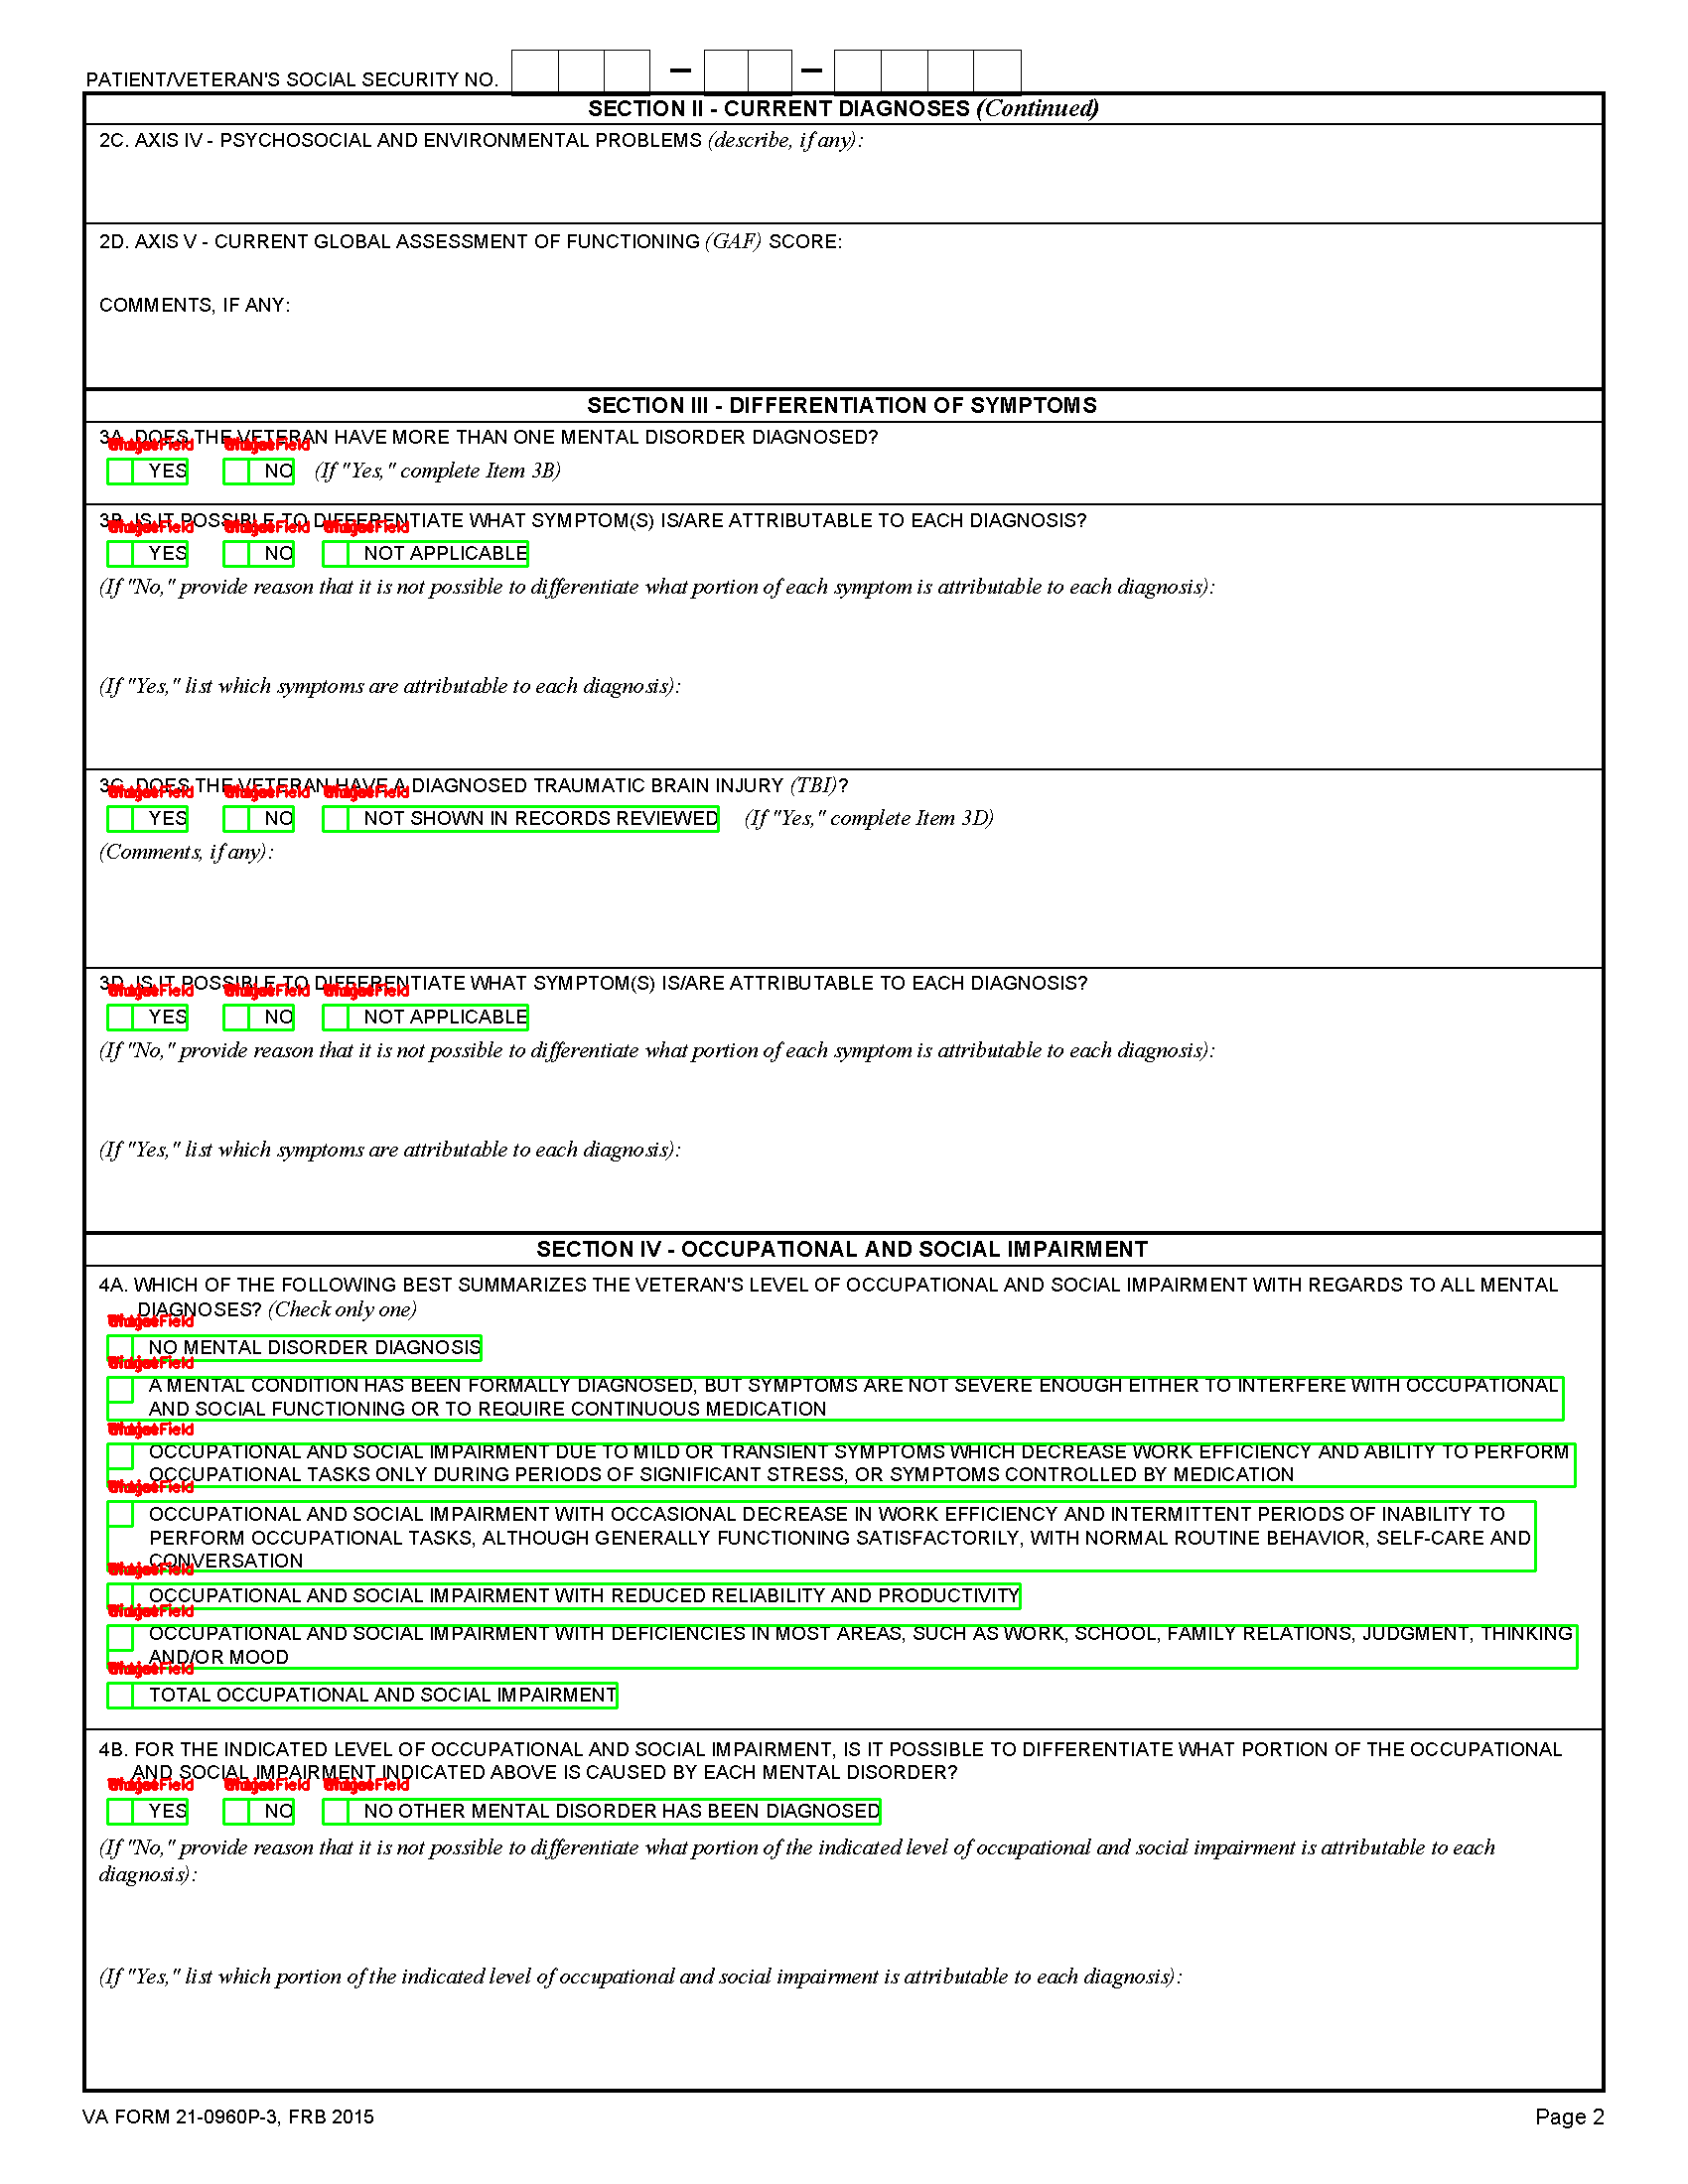 PATIENT/VETERAN'S SOCIAL SECURITY NO.
SECTION II - CURRENT DIAGNOSES (Continued)
2C. AXIS IV - PSYCHOSOCIAL AND ENVIRONMENTAL PROBLEMS (describe, if any):
2D. AXIS V - CURRENT GLOBAL ASSESSMENT OF FUNCTIONING (GAF) SCORE:
COMMENTS, IF ANY:
SECTION III - DIFFERENTIATION OF SYMPTOMS
3A. DOES THE VETERAN HAVE MORE THAN ONE MENTAL DISORDER DIAGNOSED?
YES NO (If "Yes," complete Item 3B)
3B. IS IT POSSIBLE TO DIFFERENTIATE WHAT SYMPTOM(S) IS/ARE ATTRIBUTABLE TO EACH DIAGNOSIS?
YES NO NOT APPLICABLE
(If "No," provide reason that it is not possible to differentiate what portion of each symptom is attributable to each diagnosis):
(If "Yes," list which symptoms are attributable to each diagnosis):
3C. DOES THE VETERAN HAVE A DIAGNOSED TRAUMATIC BRAIN INJURY (TBI)?
YES NO NOT SHOWN IN RECORDS REVIEWED (If "Yes," complete Item 3D)
(Comments, if any):
3D. IS IT POSSIBLE TO DIFFERENTIATE WHAT SYMPTOM(S) IS/ARE ATTRIBUTABLE TO EACH DIAGNOSIS?
YES NO NOT APPLICABLE
(If "No," provide reason that it is not possible to differentiate what portion of each symptom is attributable to each diagnosis):
(If "Yes," list which symptoms are attributable to each diagnosis):
SECTION IV - OCCUPATIONAL AND SOCIAL IMPAIRMENT
4A. WHICH OF THE FOLLOWING BEST SUMMARIZES THE VETERAN'S LEVEL OF OCCUPATIONAL AND SOCIAL IMPAIRMENT WITH REGARDS TO ALL MENTAL
DIAGNOSES? (Check only one)
NO MENTAL DISORDER DIAGNOSIS
A MENTAL CONDITION HAS BEEN FORMALLY DIAGNOSED, BUT SYMPTOMS ARE NOT SEVERE ENOUGH EITHER TO INTERFERE WITH OCCUPATIONAL
AND SOCIAL FUNCTIONING OR TO REQUIRE CONTINUOUS MEDICATION
OCCUPATIONAL AND SOCIAL IMPAIRMENT DUE TO MILD OR TRANSIENT SYMPTOMS WHICH DECREASE WORK EFFICIENCY AND ABILITY TO PERFORM
OCCUPATIONAL TASKS ONLY DURING PERIODS OF SIGNIFICANT STRESS, OR SYMPTOMS CONTROLLED BY MEDICATION
OCCUPATIONAL AND SOCIAL IMPAIRMENT WITH OCCASIONAL DECREASE IN WORK EFFICIENCY AND INTERMITTENT PERIODS OF INABILITY TO
PERFORM OCCUPATIONAL TASKS, ALTHOUGH GENERALLY FUNCTIONING SATISFACTORILY, WITH NORMAL ROUTINE BEHAVIOR, SELF-CARE AND
CONVERSATION
OCCUPATIONAL AND SOCIAL IMPAIRMENT WITH REDUCED RELIABILITY AND PRODUCTIVITY
OCCUPATIONAL AND SOCIAL IMPAIRMENT WITH DEFICIENCIES IN MOST AREAS, SUCH AS WORK, SCHOOL, FAMILY RELATIONS, JUDGMENT, THINKING
AND/OR MOOD
TOTAL OCCUPATIONAL AND SOCIAL IMPAIRMENT
4B. FOR THE INDICATED LEVEL OF OCCUPATIONAL AND SOCIAL IMPAIRMENT, IS IT POSSIBLE TO DIFFERENTIATE WHAT PORTION OF THE OCCUPATIONAL
AND SOCIAL IMPAIRMENT INDICATED ABOVE IS CAUSED BY EACH MENTAL DISORDER?
YES NO NO OTHER MENTAL DISORDER HAS BEEN DIAGNOSED
(If "No," provide reason that it is not possible to differentiate what portion of the indicated level of occupational and social impairment is attributable to each
diagnosis):
(If "Yes," list which portion of the indicated level of occupational and social impairment is attributable to each diagnosis):
VA FORM 21-0960P-3, FRB 2015
Page 2